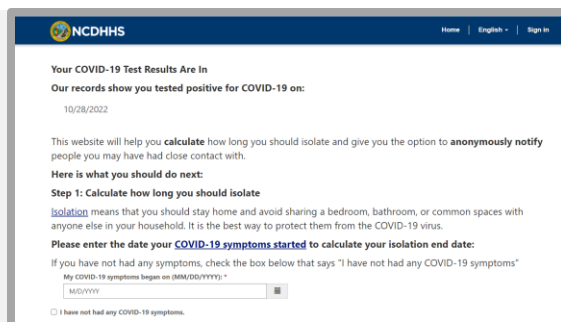 NCDHHS
Home | English | Sign in
Your COVID-19 Test Results Are In
Our records show you tested positive for COVID-19 on:
10/28/2022
This website will help you calculate how long you should isolate and give you the option to anonymously notify
people you may have had close contact with.
Here is what you should do next:
Step 1: Calculate how long you should isolate
Isolation means that you should stay home and avoid sharing a bedroom, bathroom, or common spaces with
anyone else in your household. It is the best way to protect them from the COVID-19 virus.
Please enter the date your COVID-19 symptoms started to calculate your isolation end date:
If you have not had any symptoms, check the box below that says "I have not had any COVID-19 symptoms"
My COVID-19 symptoms began on (MM/DD/YYYY): *
M/D/YYYY
I have not had any COVID-19 symptoms.